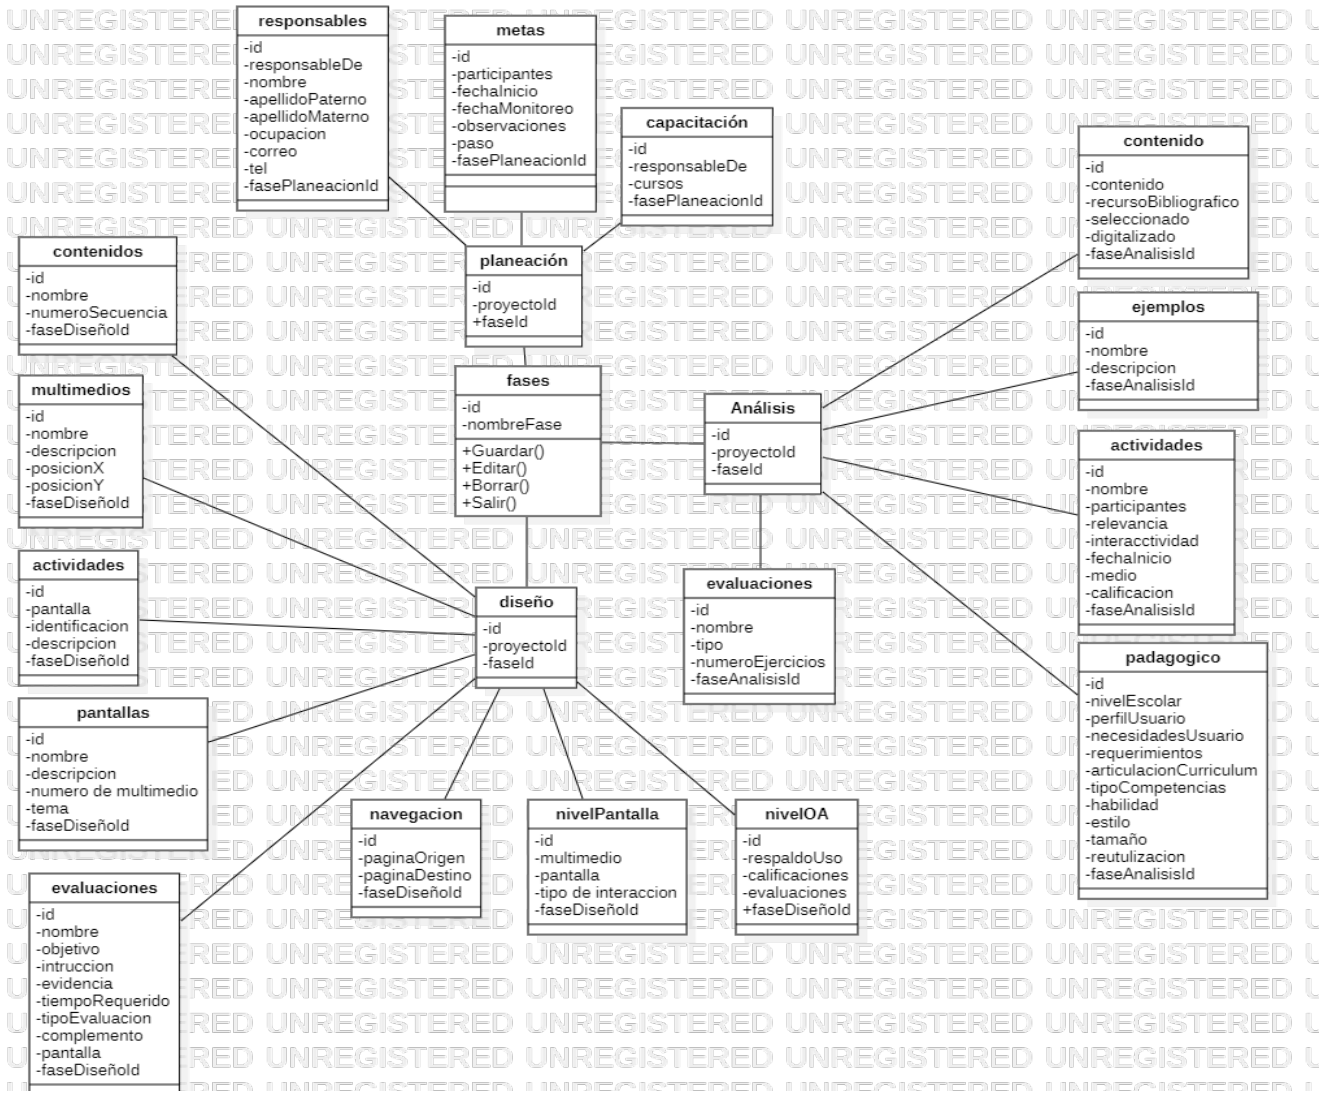 responsables
-id
-responsableDe
-nombre
-apellidoPaterno
-apellidoMaterno
-ocupacion
-correo
-tel
-fasePlaneacionId
metas
-id
-participantes
-fechaInicio
-fechaMonitoreo
-observaciones
-paso
-fasePlaneacionId
capacitación
-id
-responsableDe
-cursos
-fasePlaneacionId
contenido
-id
-contenido
-recursoBibliografico
-seleccionado
-digitalizado
-faseAnalisisId
contenidos
-id
-nombre
-numeroSecuencia
-faseDiseñoId
planeación
-id
-proyectoId
+faseId
ejemplos
-id
-nombre
-descripcion
-faseAnalisisId
multimedios
-id
-nombre
-descripcion
-posicionX
-posicionY
-faseDiseñoId
fases
-id
-nombreFase
+Guardar()
+Editar()
+Borrar()
+Salir()
Análisis
-id
-proyectoId
-faseId
actividades
-id
-nombre
-participantes
-relevancia
-interacctividad
-fechaInicio
-medio
-calificacion
-faseAnalisisId
actividades
-id
-pantalla
-identificacion
-descripcion
-faseDiseñoId
diseño
-id
-proyectoId
-faseId
evaluaciones
-id
-nombre
-tipo
-numeroEjercicios
-faseAnalisisId
padagogico
-id
-nivelEscolar
-perfilUsuario
-necesidadesUsuario
-requerimientos
-articulacionCurriculum
-tipoCompetencias
-habilidad
-estilo
-tamaño
-reutulizacion
-faseAnalisisId
pantallas
-id
-nombre
-descripcion
-numero de multimedio
-tema
-faseDiseñoId
navegacion
-id
-paginaOrigen
-paginaDestino
-faseDiseñoId
nivelPantalla
-id
-multimedio
-pantalla
-tipo de interaccion
-faseDiseñoId
nivelOA
-id
-respaldoUso
-calificaciones
-evaluaciones
+faseDiseñoId
evaluaciones
-id
-nombre
-objetivo
-intruccion
-evidencia
-tiempoRequerido
-tipoEvaluacion
-complemento
-pantalla
-faseDiseñoId
UNREGISTERED